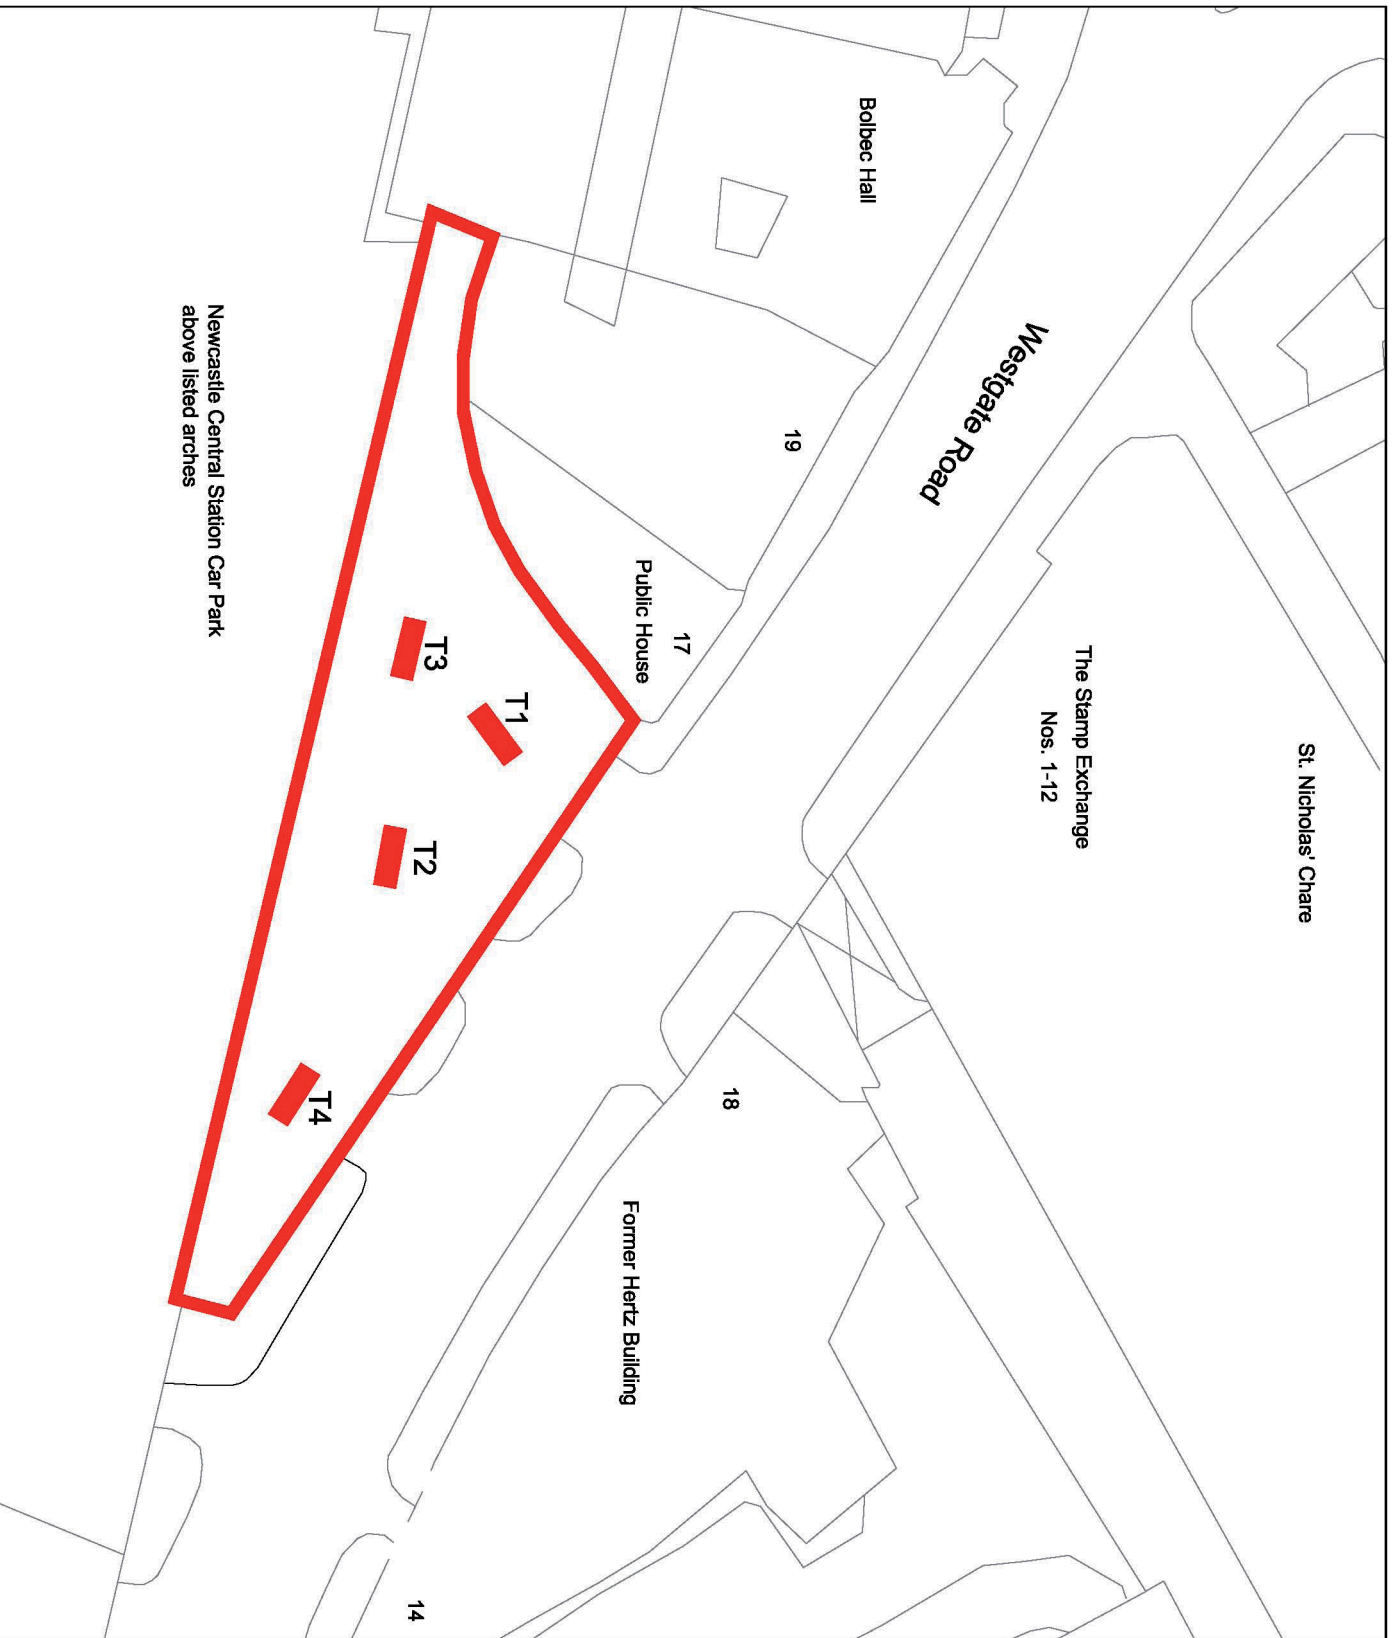 St. Nicholas' Chare
The Stamp Exchange
Nos. 1-12
Westgate Road
Bolbec Hall
19
17
Public House
18
Former Hertz Building
14
T1
T3
T2
T4
Newcastle Central Station Car Park
above listed arches